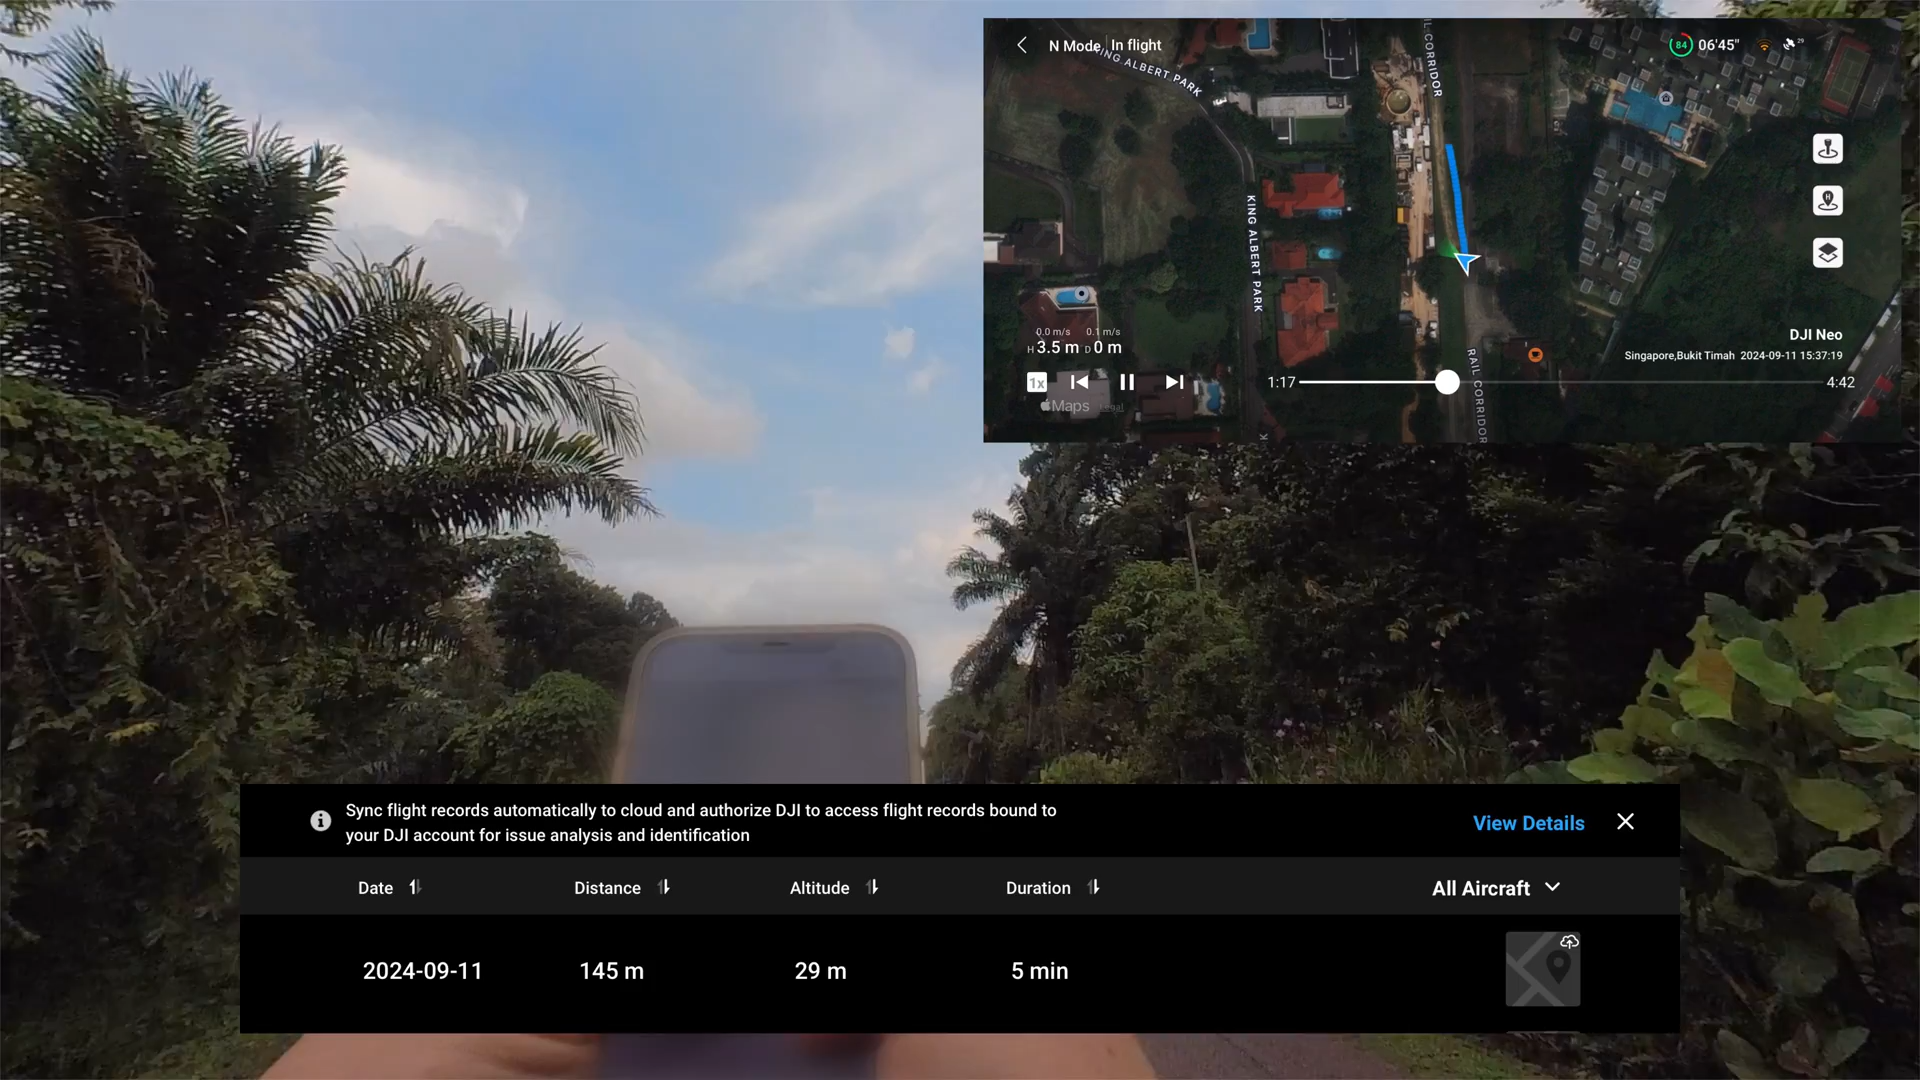 N Mode In flight
84 06'45" 29
KING ALBERT PARK
RAIL CORRIDOR
KING ALBERT PARK
DJI Neo
Singapore,Bukit Timah 2024-09-11 15:37:19
0.0 m/s 0.1 m/s
H 3.5 m D 0 m
1x 1:17 4:42
Maps Legal
RAIL CORRIDOR
K
Sync flight records automatically to cloud and authorize DJI to access flight records bound to
your DJI account for issue analysis and identification
View Details
Date Distance Altitude Duration All Aircraft
2024-09-11 145 m 29 m 5 min